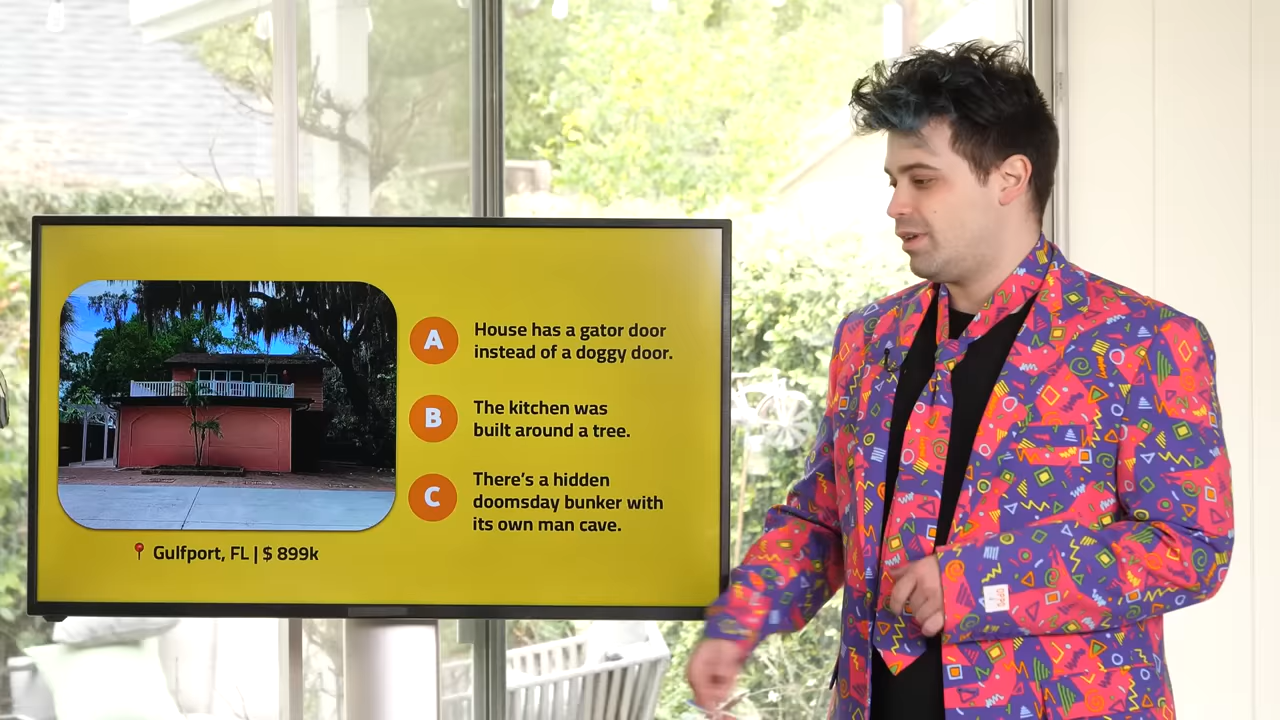 A
House has a gator door
instead of a doggy door.
B
The kitchen was
built around a tree.
C
There's a hidden
doomsday bunker with
its own man cave.
Gulfport, FL | $ 899k